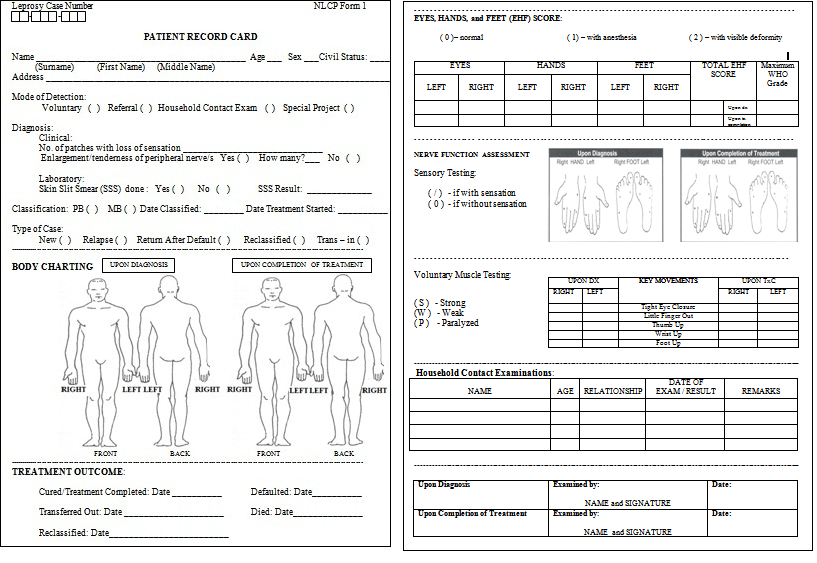 Leprosy Case Number NLCP Form 1
PATIENT RECORD CARD
Name ___ Age ___ Sex ___Civil Status: ____
(Surname) (First Name) (Middle Name)
Address ___
Mode of Detection:
Voluntary ( ) Referral ( ) Household Contact Exam ( ) Special Project ( )
Diagnosis:
Clinical:
No. of patches with loss of sensation ___
Enlargement/tenderness of peripheral nerve/s Yes ( ) How many?___ No ( )
Laboratory:
Skin Slit Smear (SSS) done : Yes ( ) No ( ) SSS Result: ___
Classification: PB ( ) MB ( ) Date Classified: ________ Date Treatment Started: __________
Type of Case:
New ( ) Relapse ( ) Return After Default ( ) Reclassified ( ) Trans – in ( )
BODY CHARTING UPON DIAGNOSIS UPON COMPLETION OF TREATMENT
RIGHT LEFT LEFT RIGHT RIGHT LEFT LEFT RIGHT
FRONT BACK FRONT BACK
TREATMENT OUTCOME:
Cured/Treatment Completed: Date __________ Defaulted: Date__________
Transferred Out: Date ____________________ Died: Date______________
Reclassified: Date________________________
EYES, HANDS, and FEET (EHF) SCORE:
( 0 )– normal ( 1) – with anesthesia ( 2 ) – with visible deformity
EYES HANDS FEET TOTAL EHF SCORE Maximum WHO Grade
LEFT RIGHT LEFT RIGHT LEFT RIGHT
Upon dx
Upon tx
completion
NERVE FUNCTION ASSESSMENT
Upon Diagnosis Upon Completion of Treatment
Right HAND Left Right FOOT Left Right HAND Left Right FOOT Left
Sensory Testing:
( / ) - if with sensation
( 0 ) - if without sensation
Voluntary Muscle Testing:
( S ) - Strong
(W ) - Weak
( P ) - Paralyzed
UPON DX KEY MOVEMENTS UPON TxC
RIGHT LEFT RIGHT LEFT
Tight Eye Closure
Little Finger Out
Thumb Up
Wrist Up
Foot Up
Household Contact Examinations:
NAME AGE RELATIONSHIP DATE OF EXAM / RESULT REMARKS
Upon Diagnosis Examined by: Date:
NAME and SIGNATURE
Upon Completion of Treatment Examined by: Date:
NAME and SIGNATURE